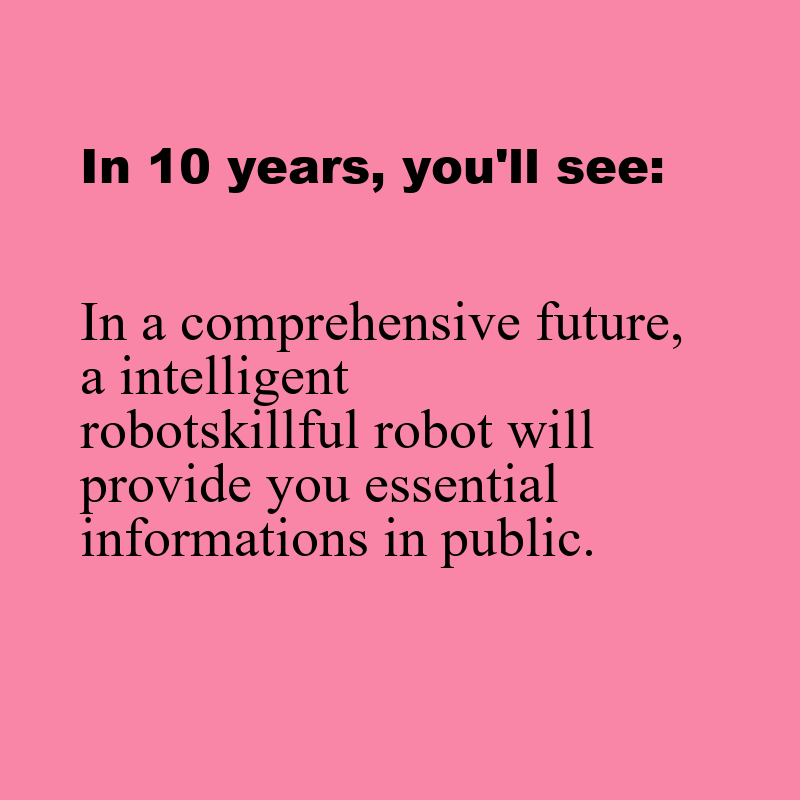 In 10 years, you'll see:
In a comprehensive future,
a intelligent
robotskillful robot will
provide you essential
informations in public.